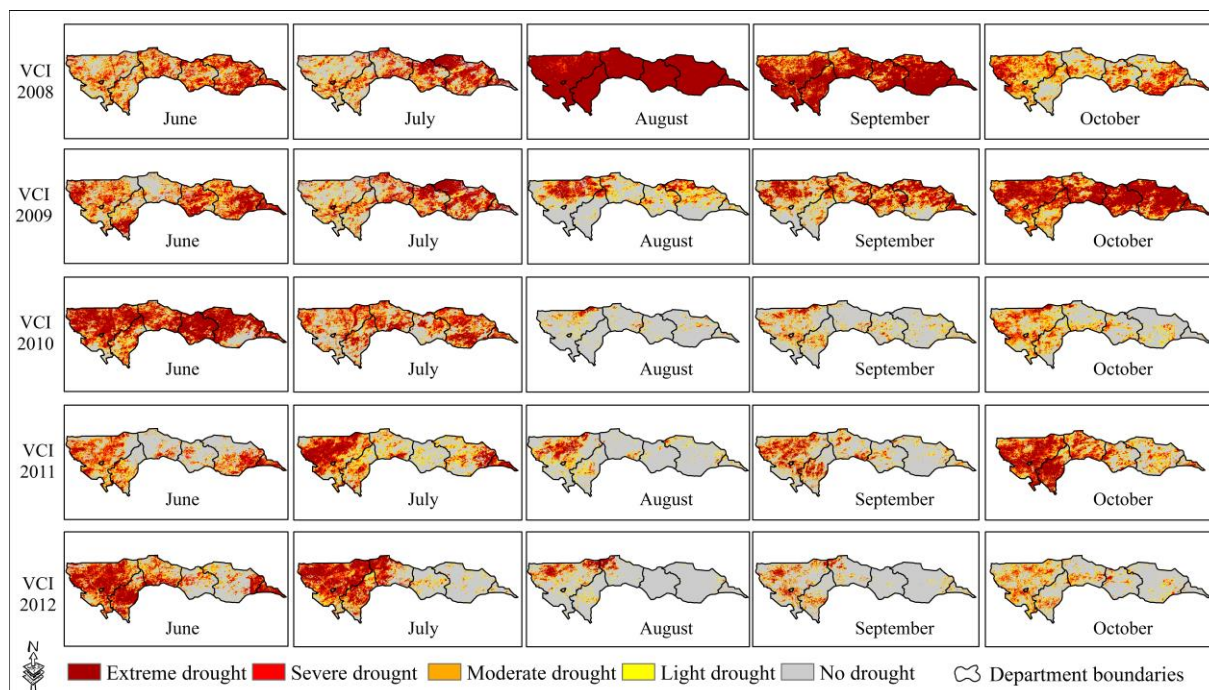 VCI
2008
June
July
August
September
October
VCI
2009
June
July
August
September
October
VCI
2010
June
July
August
September
October
VCI
2011
June
July
August
September
October
VCI
2012
June
July
August
September
October
N
Extreme drought
Severe drougnt
Moderate drought
Light drought
No drought
Department boundaries